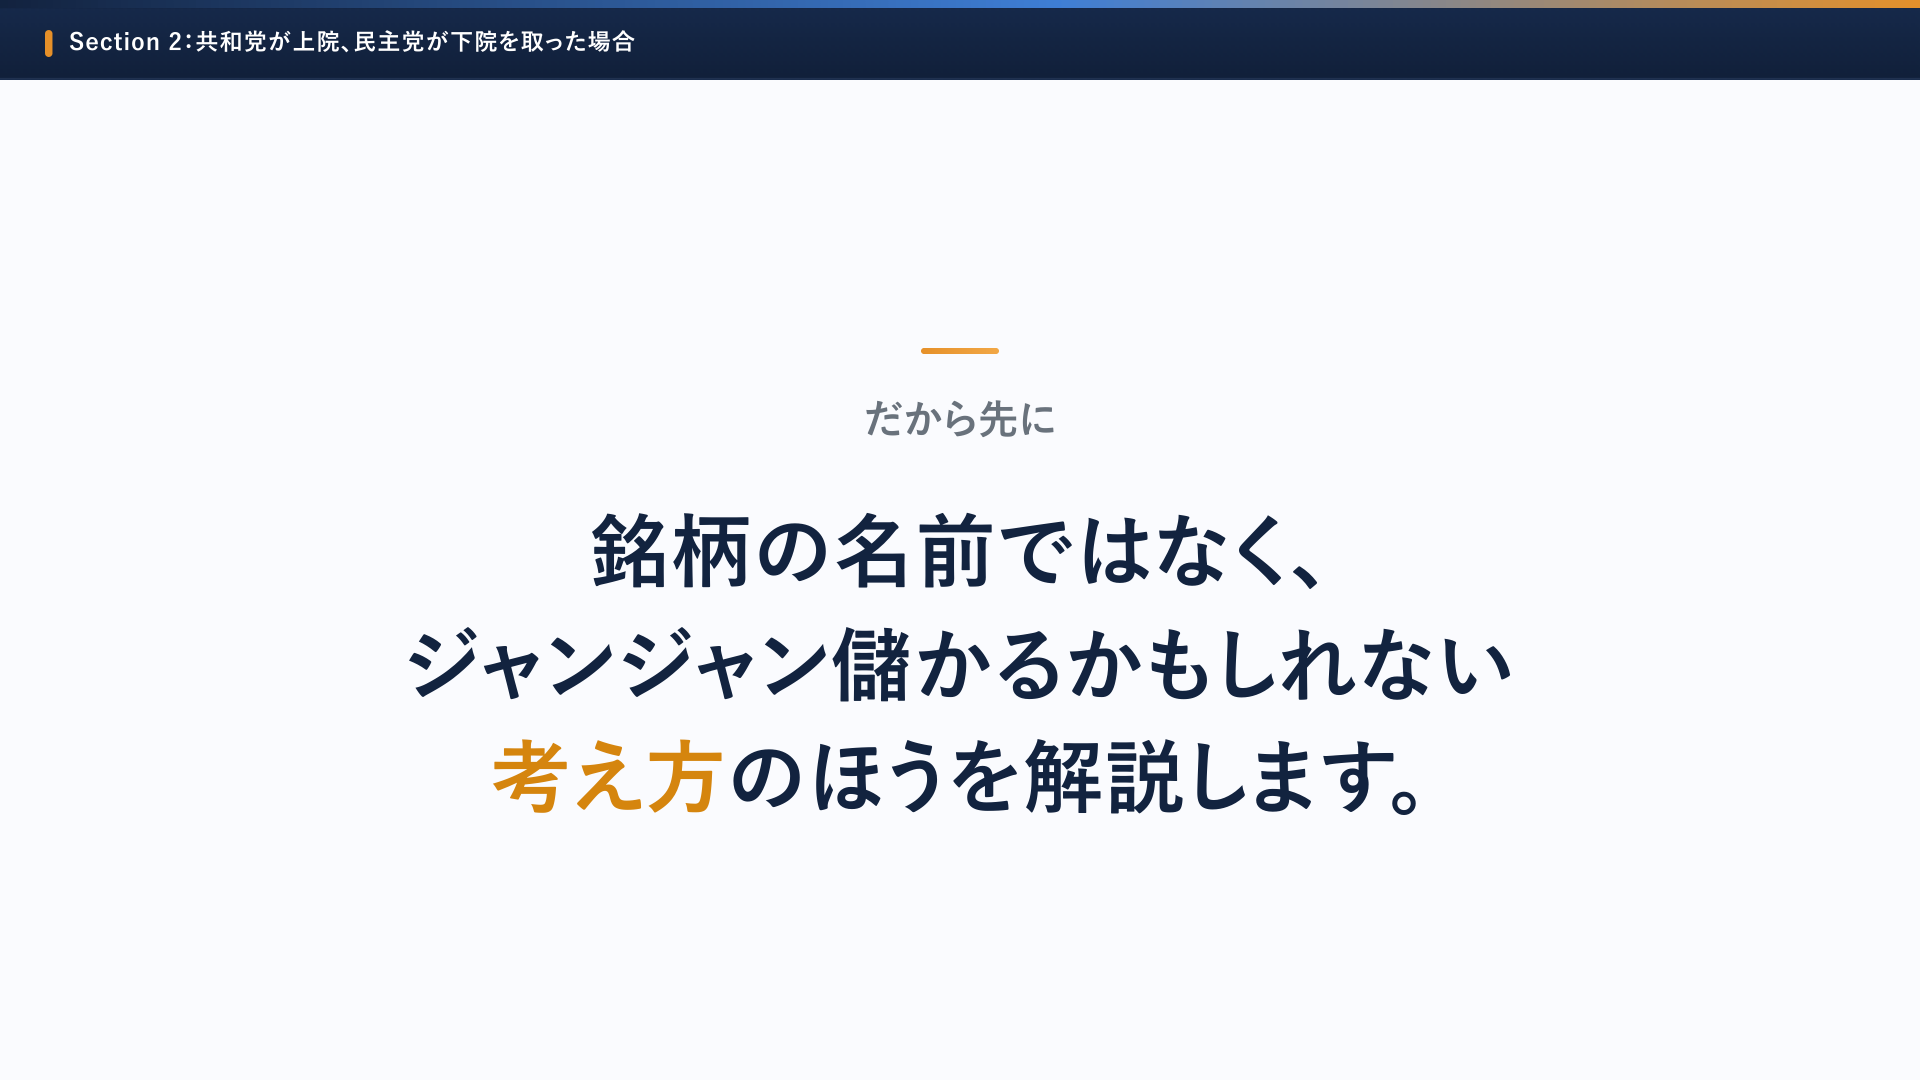 Section 2：共和党が上院、民主党が下院を取った場合
だから先に
銘柄の名前ではなく、
ジャンジャン儲かるかもしれない
考え方のほうを解説します。